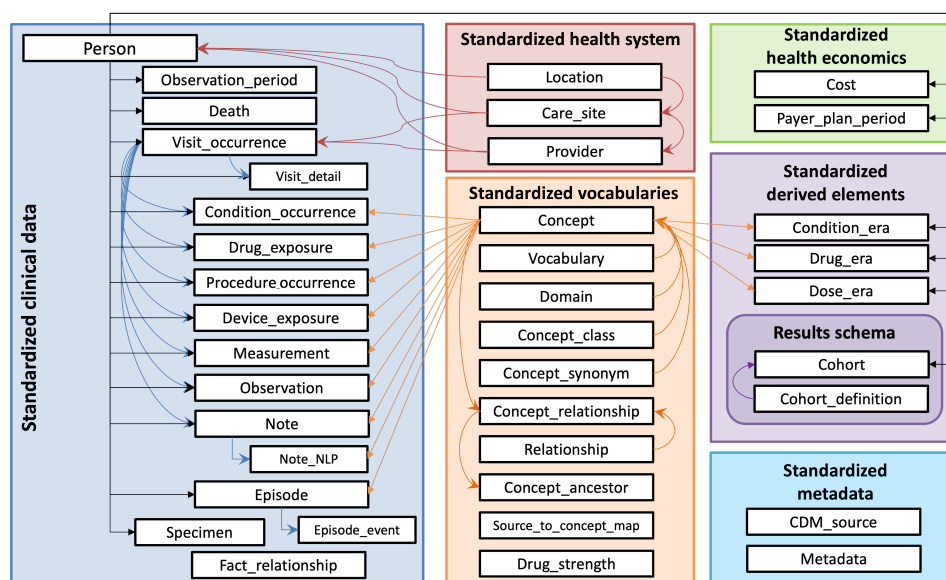 Standardized clinical data
Person
Observation_period
Death
Visit_occurrence
Visit_detail
Condition_occurrence
Drug_exposure
Procedure_occurrence
Device_exposure
Measurement
Observation
Note
Note_NLP
Episode
Episode_event
Specimen
Fact_relationship
Standardized health system
Location
Care_site
Provider
Standardized vocabularies
Concept
Vocabulary
Domain
Concept_class
Concept_synonym
Concept_relationship
Relationship
Concept_ancestor
Source_to_concept_map
Drug_strength
Standardized
health economics
Cost
Payer_plan_period
Standardized
derived elements
Condition_era
Drug_era
Dose_era
Results schema
Cohort
Cohort_definition
Standardized
metadata
CDM_source
Metadata